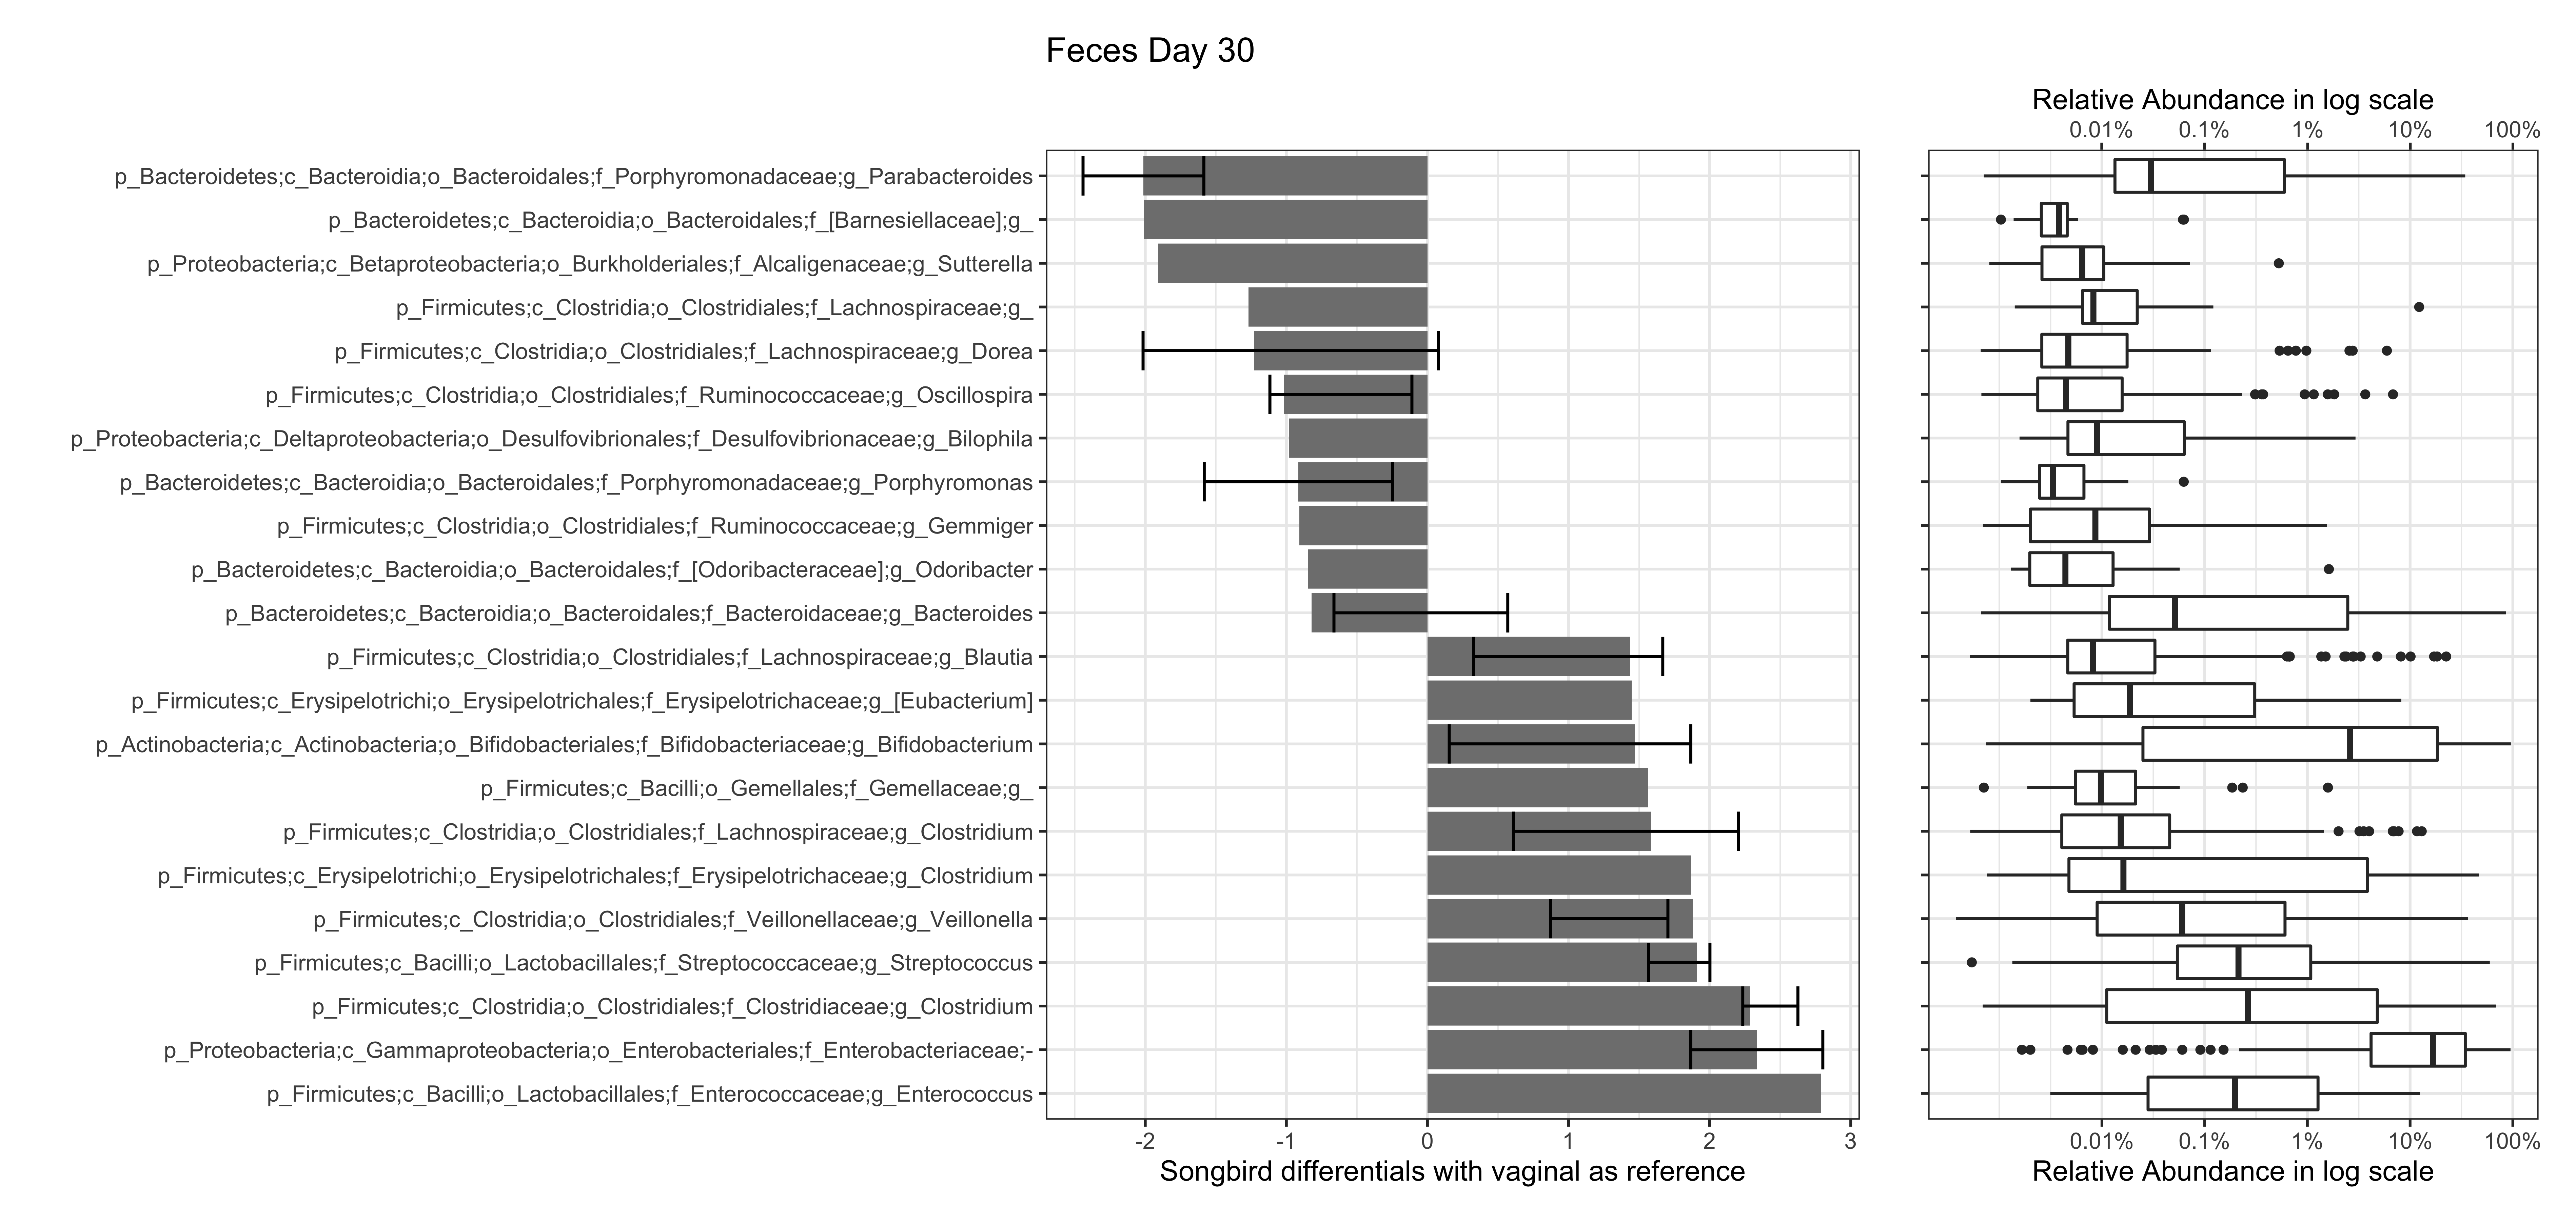 Feces Day 30
Relative Abundance in log scale
0.01% 0.1% 1% 10% 100%
p_Bacteroidetes;c_Bacteroidia;o_Bacteroidales;f_Porphyromonadaceae;g_Parabacteroides
p_Bacteroidetes;c_Bacteroidia;o_Bacteroidales;f_[Barnesiellaceae];g_
p_Proteobacteria;c_Betaproteobacteria;o_Burkholderiales;f_Alcaligenaceae;g_Sutterella
p_Firmicutes;c_Clostridia;o_Clostridiales;f_Lachnospiraceae;g_
p_Firmicutes;c_Clostridia;o_Clostridiales;f_Lachnospiraceae;g_Dorea
p_Firmicutes;c_Clostridia;o_Clostridiales;f_Ruminococcaceae;g_Oscillospira
p_Proteobacteria;c_Deltaproteobacteria;o_Desulfovibrionales;f_Desulfovibrionaceae;g_Bilophila
p_Bacteroidetes;c_Bacteroidia;o_Bacteroidales;f_Porphyromonadaceae;g_Porphyromonas
p_Firmicutes;c_Clostridia;o_Clostridiales;f_Ruminococcaceae;g_Gemmiger
p_Bacteroidetes;c_Bacteroidia;o_Bacteroidales;f_[Odoribacteraceae];g_Odoribacter
p_Bacteroidetes;c_Bacteroidia;o_Bacteroidales;f_Bacteroidaceae;g_Bacteroides
p_Firmicutes;c_Clostridia;o_Clostridiales;f_Lachnospiraceae;g_Blautia
p_Firmicutes;c_Erysipelotrichi;o_Erysipelotrichales;f_Erysipelotrichaceae;g_[Eubacterium]
p_Actinobacteria;c_Actinobacteria;o_Bifidobacteriales;f_Bifidobacteriaceae;g_Bifidobacterium
p_Firmicutes;c_Bacilli;o_Gemellales;f_Gemellaceae;g_
p_Firmicutes;c_Clostridia;o_Clostridiales;f_Lachnospiraceae;g_Clostridium
p_Firmicutes;c_Erysipelotrichi;o_Erysipelotrichales;f_Erysipelotrichaceae;g_Clostridium
p_Firmicutes;c_Clostridia;o_Clostridiales;f_Veillonellaceae;g_Veillonella
p_Firmicutes;c_Bacilli;o_Lactobacillales;f_Streptococcaceae;g_Streptococcus
p_Firmicutes;c_Clostridia;o_Clostridiales;f_Clostridiaceae;g_Clostridium
p_Proteobacteria;c_Gammaproteobacteria;o_Enterobacteriales;f_Enterobacteriaceae;-
p_Firmicutes;c_Bacilli;o_Lactobacillales;f_Enterococcaceae;g_Enterococcus
-2 -1 0 1 2 3
Songbird differentials with vaginal as reference
0.01% 0.1% 1% 10% 100%
Relative Abundance in log scale